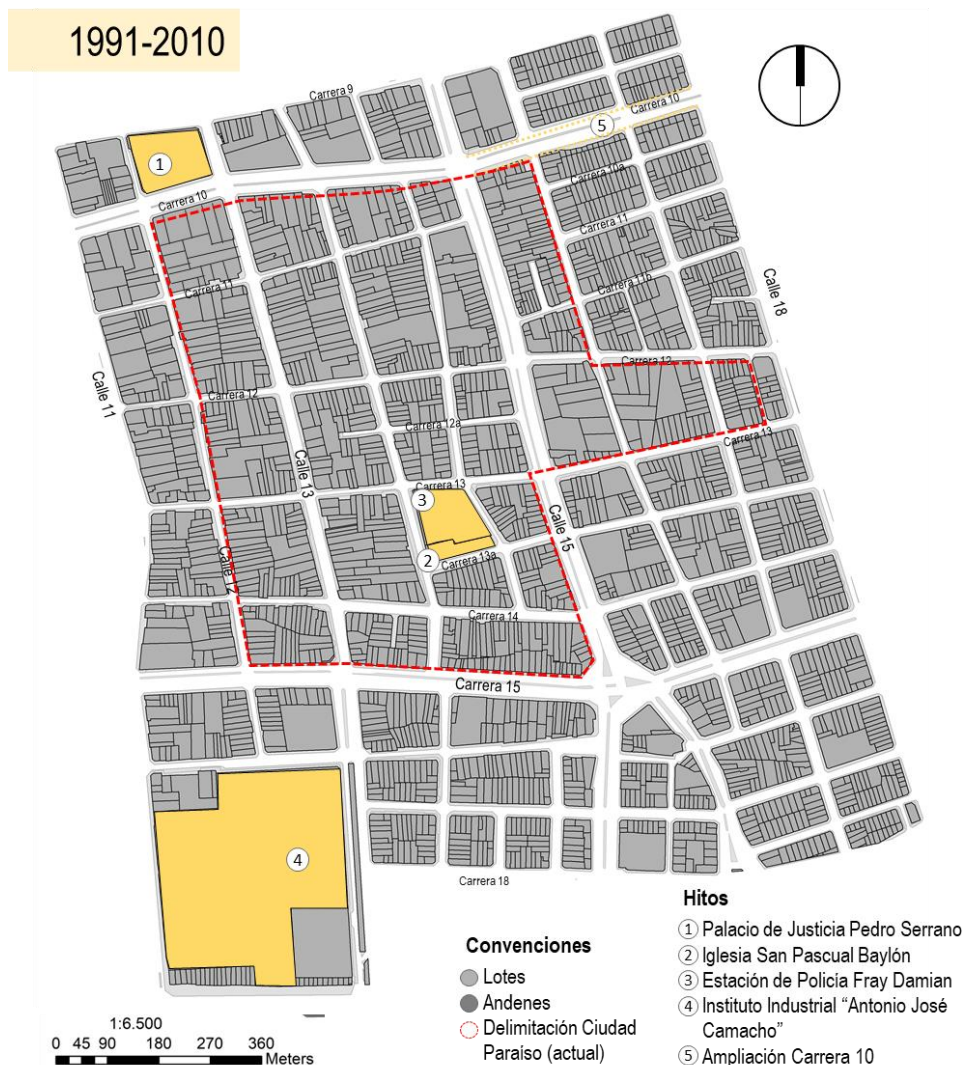 1991-2010
Carrera 9
Carrera 10
5
1
Carrera 10
Carrera 10a
Carrera 11
Carrera 11b
Carrera 11
Calle 18
Carrera 12
Calle 11
Carrera 12
Carrera 12a
Carrera 13
Calle 13
Carrera 13
3
Calle 15
2
Carrera 13a
Calle 12
Carrera 14
Carrera 15
4
Carrera 18
Hitos
1 Palacio de Justicia Pedro Serrano
2 Iglesia San Pascual Baylón
3 Estación de Policía Fray Damian
4 Instituto Industrial “Antonio José
Camacho”
5 Ampliación Carrera 10
Convenciones
Lotes
Andenes
Delimitación Ciudad
Paraíso (actual)
1:6.500
0 45 90 180 270 360
Meters